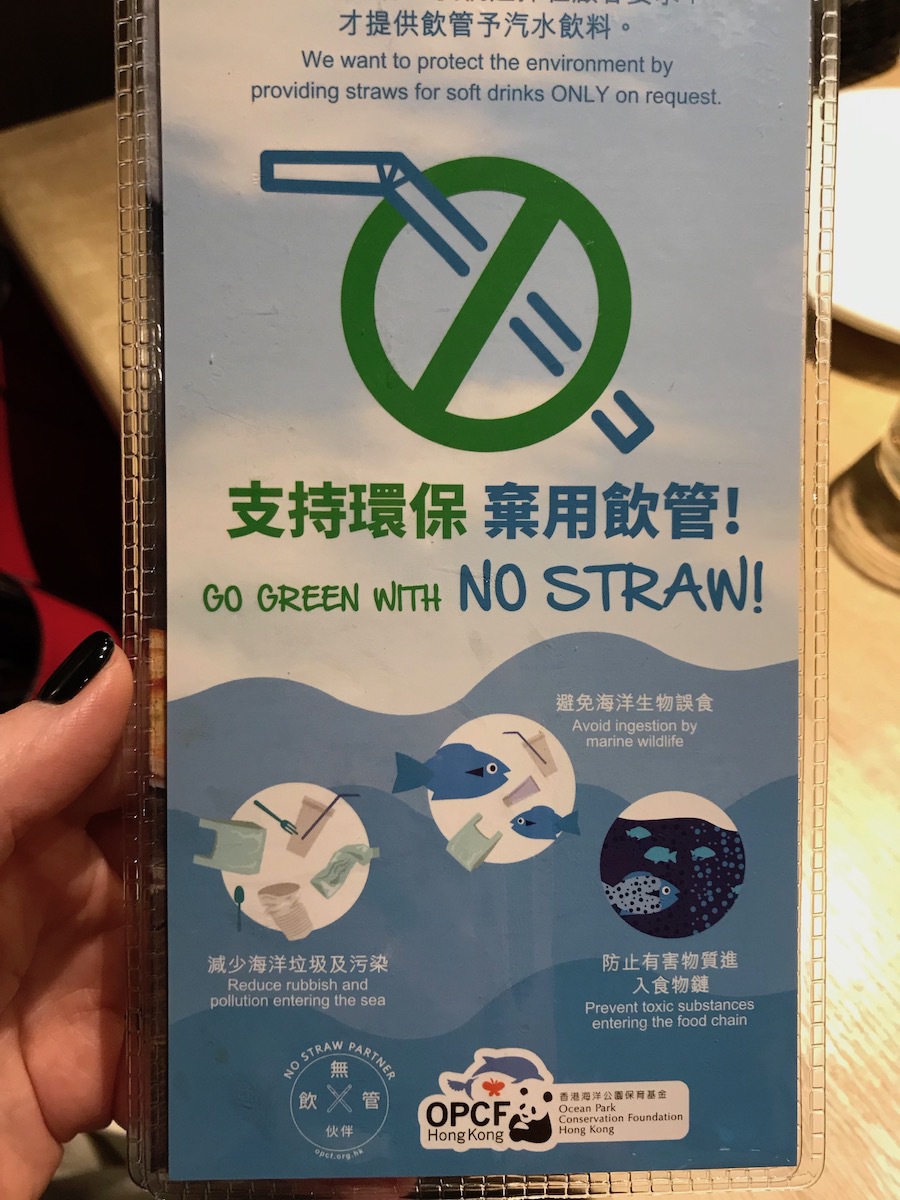 才提供飲管予汽水飲料。
We want to protect the environment by
providing straws for soft drinks ONLY on request.
支持環保 棄用飲管!
GO GREEN WITH NO STRAW!
避免海洋生物誤食
Avoid ingestion by
marine wildlife
減少海洋垃圾及污染
Reduce rubbish and
pollution entering the sea
防止有害物質進
入食物鏈
Prevent toxic substances
entering the food chain
NO STRAW PARTNER
無
飲 管
伙伴
opcf.org.hk
OPCF
Hong Kong
香港海洋公園保育基金
Ocean Park
Conservation Foundation
Hong Kong